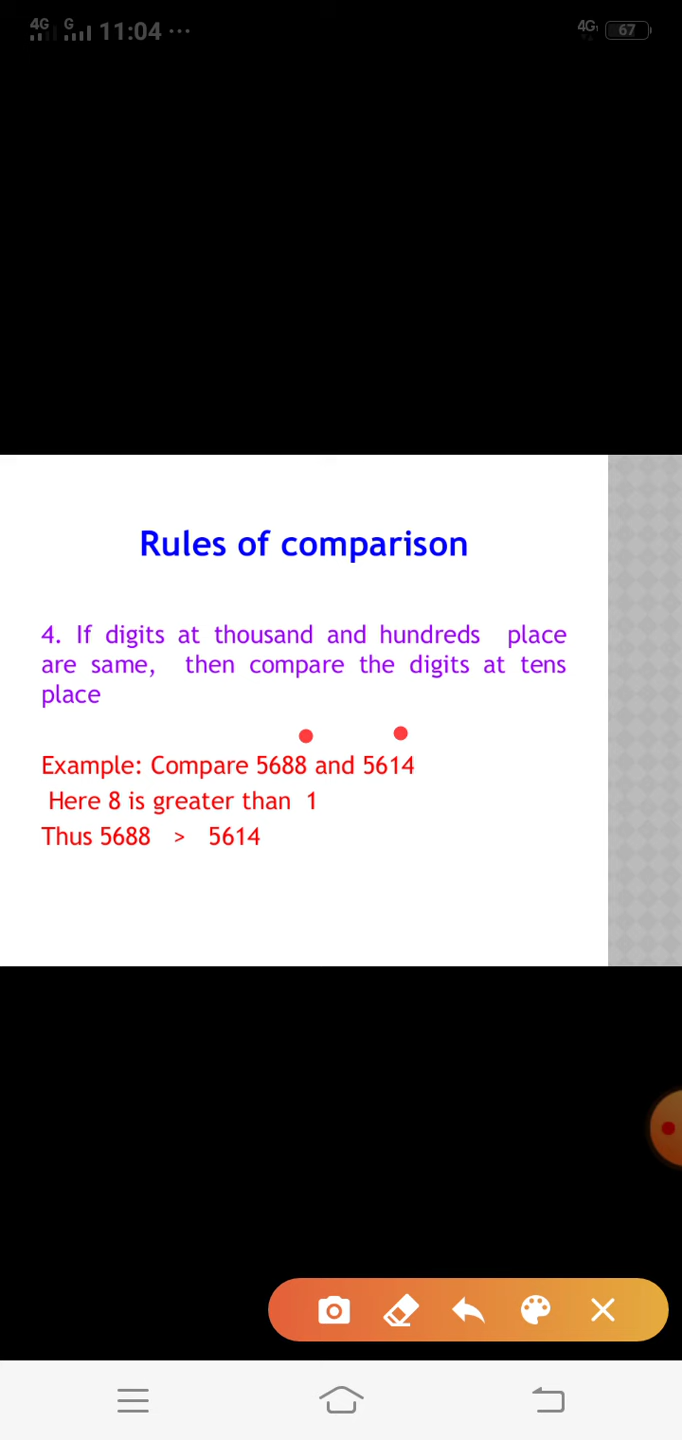 4G G 11:04 ... 4G 67
Rules of comparison
4. If digits at thousand and hundreds place
are same, then compare the digits at tens
place
Example: Compare 5688 and 5614
Here 8 is greater than 1
Thus 5688 > 5614